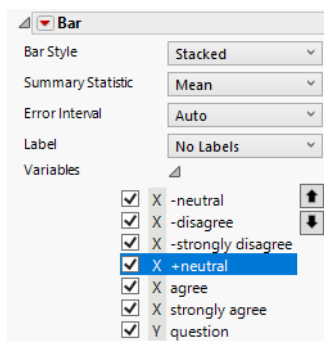 Bar
Bar Style Stacked
Summary Statistic Mean
Error Interval Auto
Label No Labels
Variables
X -neutral
X -disagree
X -strongly disagree
X +neutral
X agree
X strongly agree
Y question